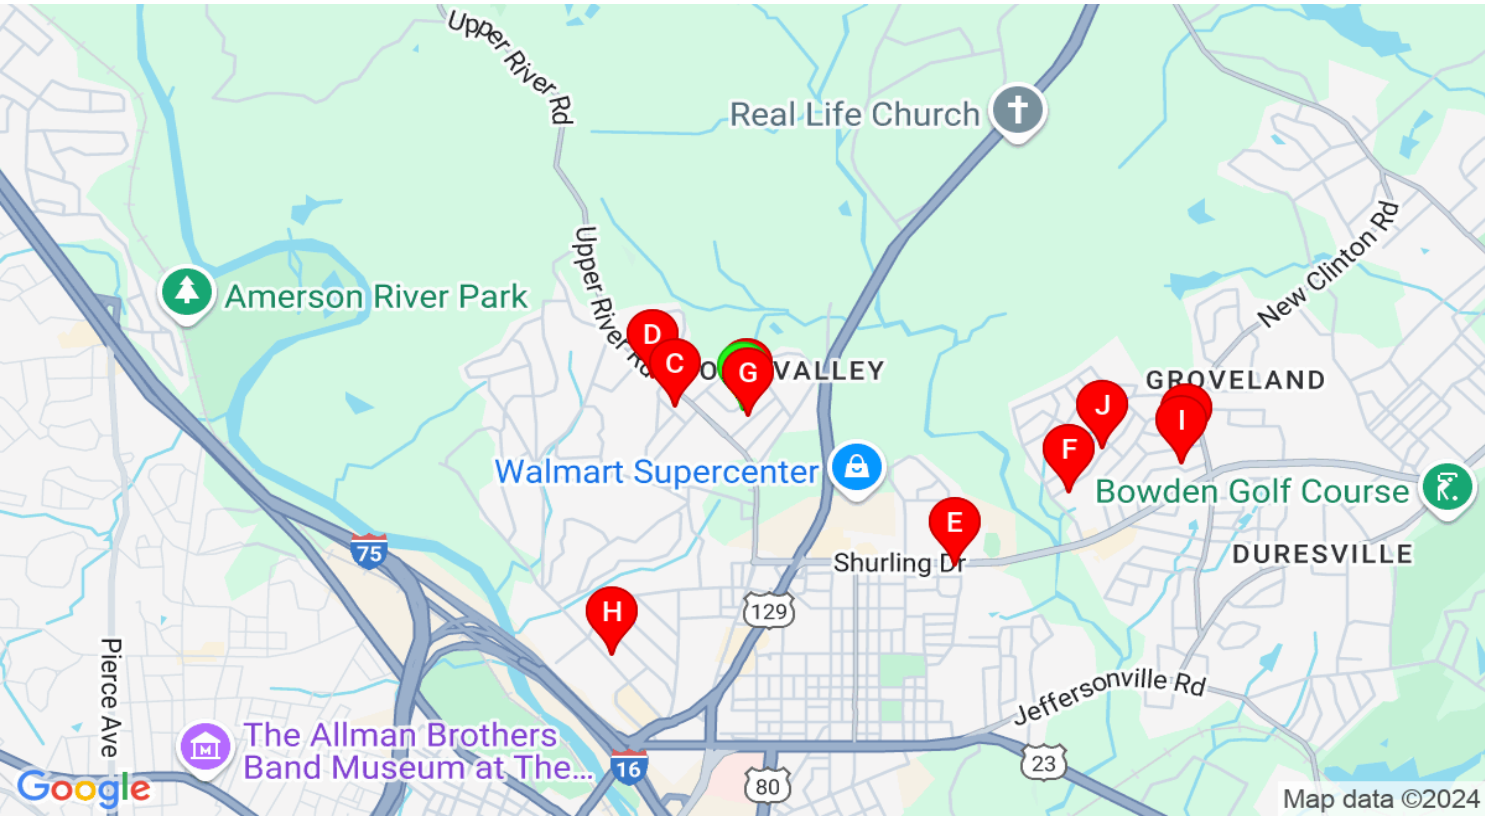 Upper River Rd
Real Life Church
New Clinton Rd
Upper River Rd
Amerson River Park
D
C
G
VALLEY
GROVELAND
J
I
F
Walmart Supercenter
Bowden Golf Course
E
75
Shurling Dr
DURESVILLE
H
129
Pierce Ave
Jeffersonville Rd
The Allman Brothers
Band Museum at The...
16
23
80
Google
Map data ©2024